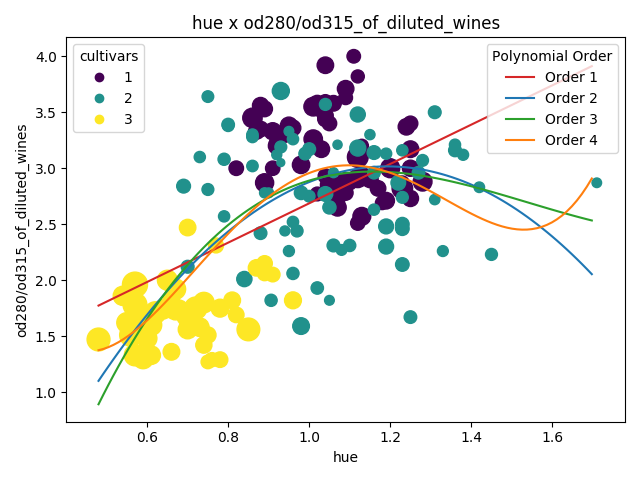 hue x od280/od315_of_diluted_wines
cultivars
1
2
3
Polynomial Order
Order 1
Order 2
Order 3
Order 4
od280/od315_of_diluted_wines
4.0
3.5
3.0
2.5
2.0
1.5
1.0
0.6 0.8 1.0 1.2 1.4 1.6
hue